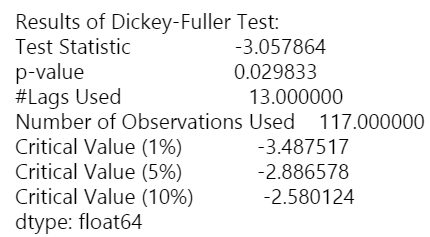 Results of Dickey-Fuller Test:
Test Statistic -3.057864
p-value 0.029833
#Lags Used 13.000000
Number of Observations Used 117.000000
Critical Value (1%) -3.487517
Critical Value (5%) -2.886578
Critical Value (10%) -2.580124
dtype: float64